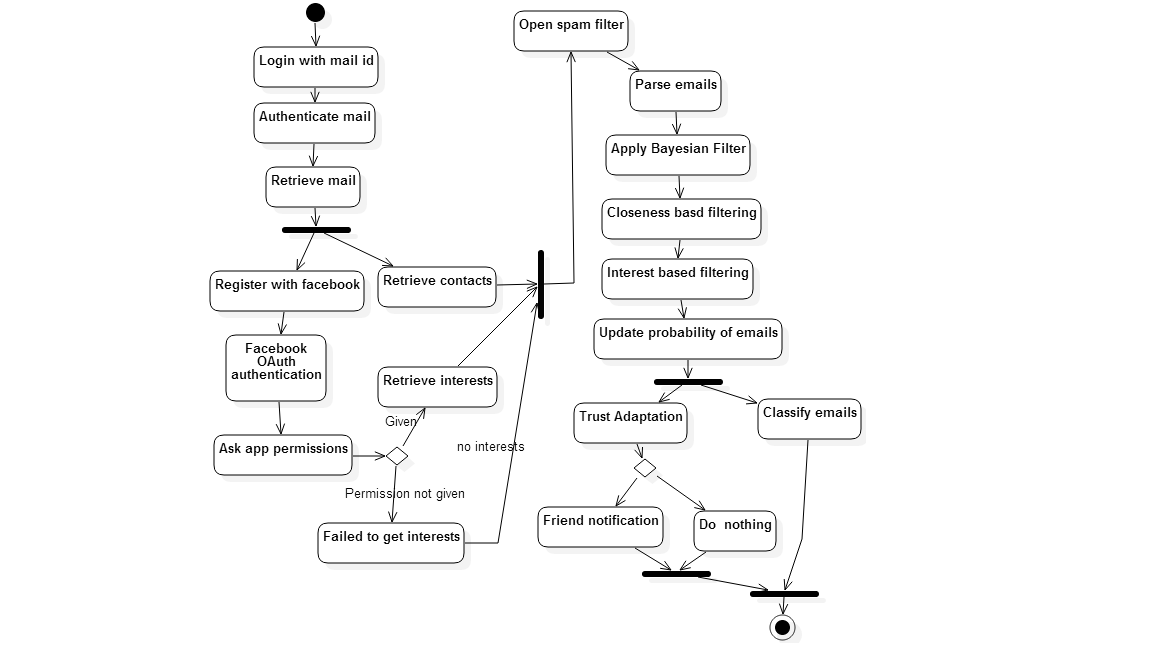 Login with mail id
Authenticate mail
Retrieve mail
Register with facebook
Retrieve contacts
Facebook
OAuth
authentication
Retrieve interests
Given
Ask app permissions
no interests
Permission not given
Failed to get interests
Open spam filter
Parse emails
Apply Bayesian Filter
Closeness basd filtering
Interest based filtering
Update probability of emails
Trust Adaptation
Classify emails
Friend notification
Do nothing